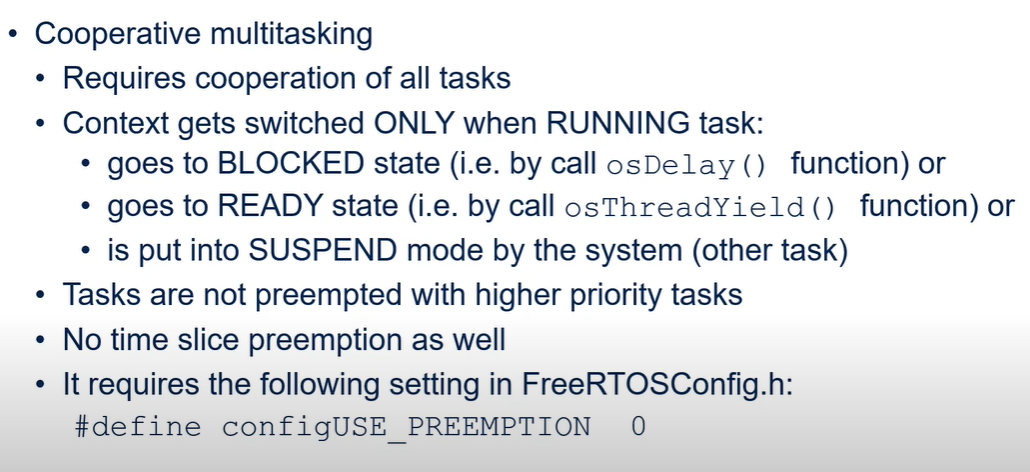 • Cooperative multitasking
• Requires cooperation of all tasks
• Context gets switched ONLY when RUNNING task:
• goes to BLOCKED state (i.e. by call osDelay() function) or
• goes to READY state (i.e. by call osThreadYield() function) or
• is put into SUSPEND mode by the system (other task)
• Tasks are not preempted with higher priority tasks
• No time slice preemption as well
• It requires the following setting in FreeRTOSConfig.h:
#define configUSE_PREEMPTION 0